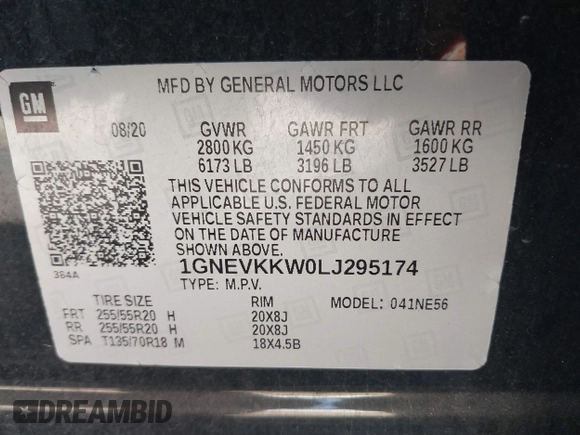 GM
MFD BY GENERAL MOTORS LLC
08/20 GVWR GAWR FRT GAWR RR
2800 KG 1450 KG 1600 KG
6173 LB 3196 LB 3527 LB
THIS VEHICLE CONFORMS TO ALL
APPLICABLE U.S. FEDERAL MOTOR
VEHICLE SAFETY STANDARDS IN EFFECT
ON THE DATE OF MANUFACTURE
SHOWN ABOVE.
384A
1GNEVKKW0LJ295174
TYPE: M.P.V.
TIRE SIZE RIM MODEL: 041NE56
FRT 255/55R20 H 20X8J
RR 255/55R20 H 20X8J
SPA T135/70R18 M 18X4.5B
DREAMBID